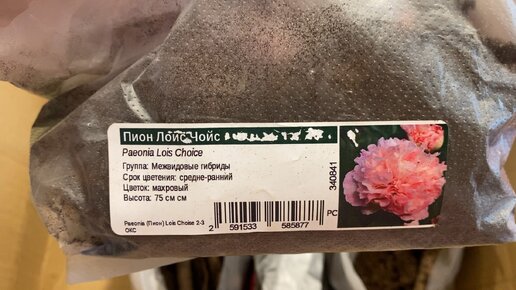 Пион Лойс Чойс
Paeonia Lois Choice
Группа: Межвидовые гибриды
Срок цветения: средне-ранний
Цветок: махровый
Высота: 75 см см
Paeonia (Пион) Lois Choise 2-3
ОКС
2 591533 585877
340841
PC